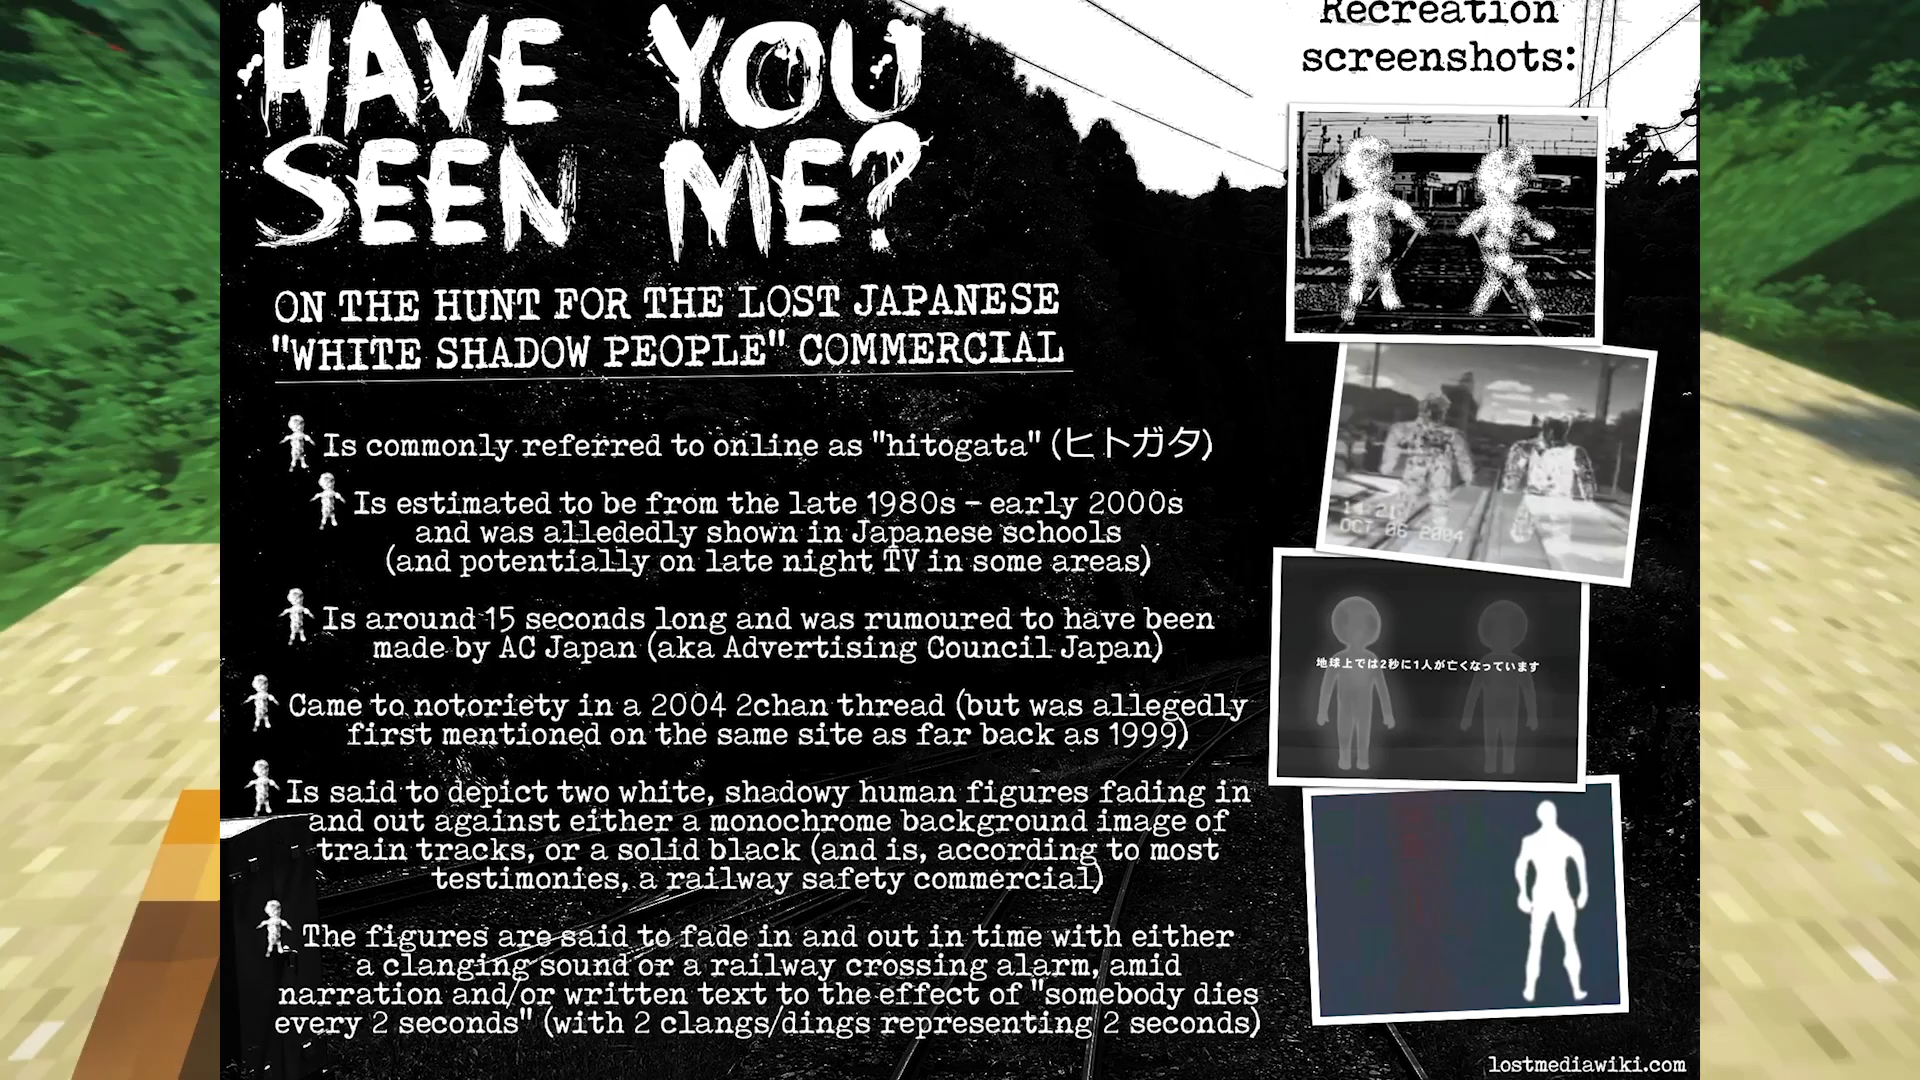 HAVE YOU
SEEN ME?
ON THE HUNT FOR THE LOST JAPANESE
"WHITE SHADOW PEOPLE" COMMERCIAL
Is commonly referred to online as "hitogata" (ヒトガタ)
Is estimated to be from the late 1980s - early 2000s
and was allededly shown in Japanese schools
(and potentially on late night TV in some areas)
Is around 15 seconds long and was rumoured to have been
made by AC Japan (aka Advertising Council Japan)
Came to notoriety in a 2004 2chan thread (but was allegedly
first mentioned on the same site as far back as 1999)
Is said to depict two white, shadowy human figures fading in
and out against either a monochrome background image of
train tracks, or a solid black (and is, according to most
testimonies, a railway safety commercial)
The figures are said to fade in and out in time with either
a clanging sound or a railway crossing alarm, amid
narration and/or written text to the effect of "somebody dies
every 2 seconds" (with 2 clangs/dings representing 2 seconds)
Recreation
screenshots:
14:21
OCT. 06 2004
地球上では2秒に1人が亡くなっています
lostmediawiki.com